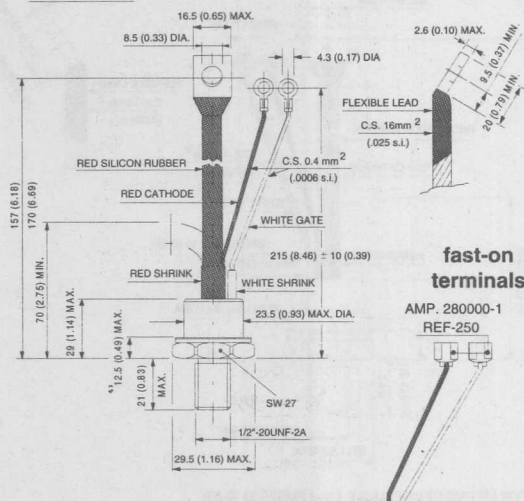 16.5 (0.65) MAX.
8.5 (0.33) DIA.
4.3 (0.17) DIA
2.6 (0.10) MAX.
9.5 (0.37) MIN
20 (0.79) MIN.
FLEXIBLE LEAD
C.S. 16mm 2
(.025 s.i.)
RED SILICON RUBBER
C.S. 0.4 mm 2
(.0006 s.i.)
RED CATHODE
WHITE GATE
157 (6.18)
170 (6.69)
215 (8.46) ± 10 (0.39)
70 (2.75) MIN.
RED SHRINK
WHITE SHRINK
fast-on
terminals
AMP. 280000-1
REF-250
29 (1.14) MAX.
23.5 (0.93) MAX. DIA.
12.5 (0.49) MAX.
21 (0.83)
MAX.
SW 27
1/2"-20UNF-2A
29.5 (1.16) MAX.